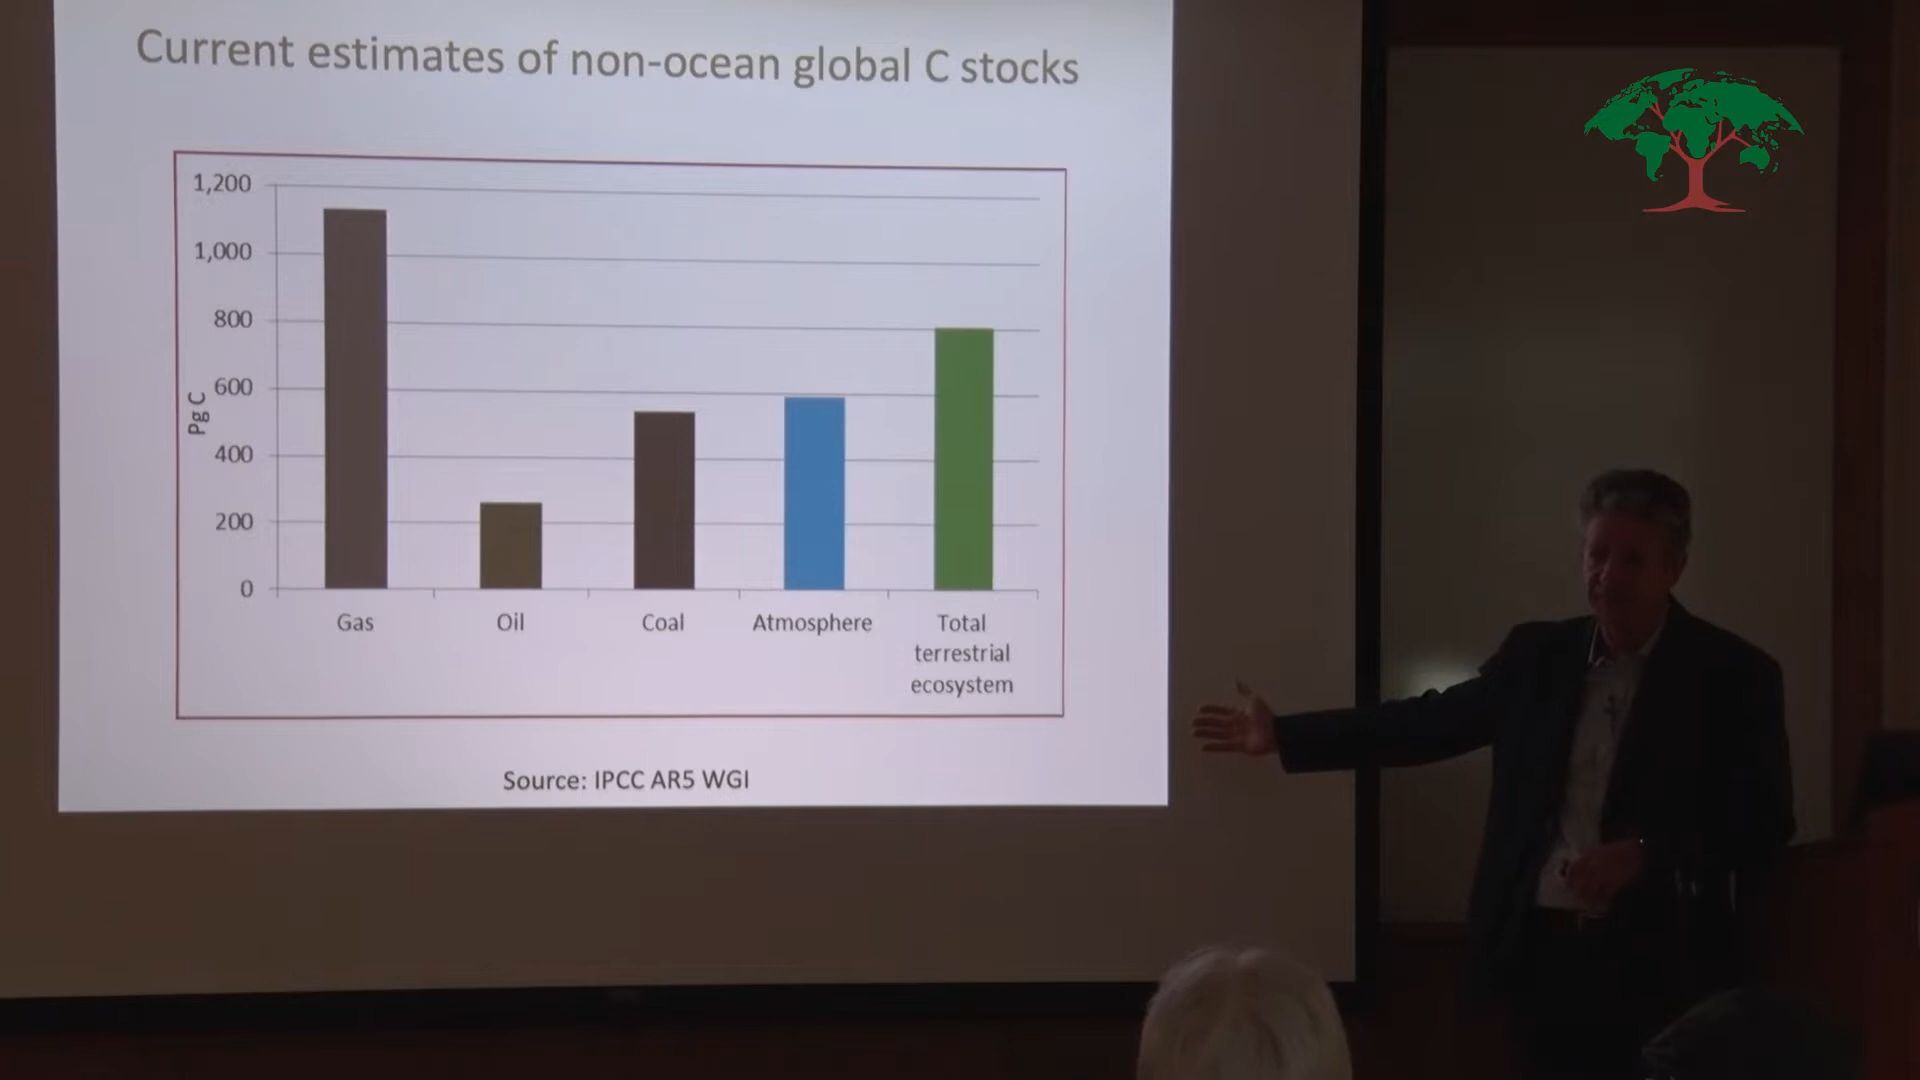 Current estimates of non-ocean global C stocks
1,200
1,000
800
600
400
200
0
Pg C
Gas
Oil
Coal
Atmosphere
Total
terrestrial
ecosystem
Source: IPCC AR5 WGI